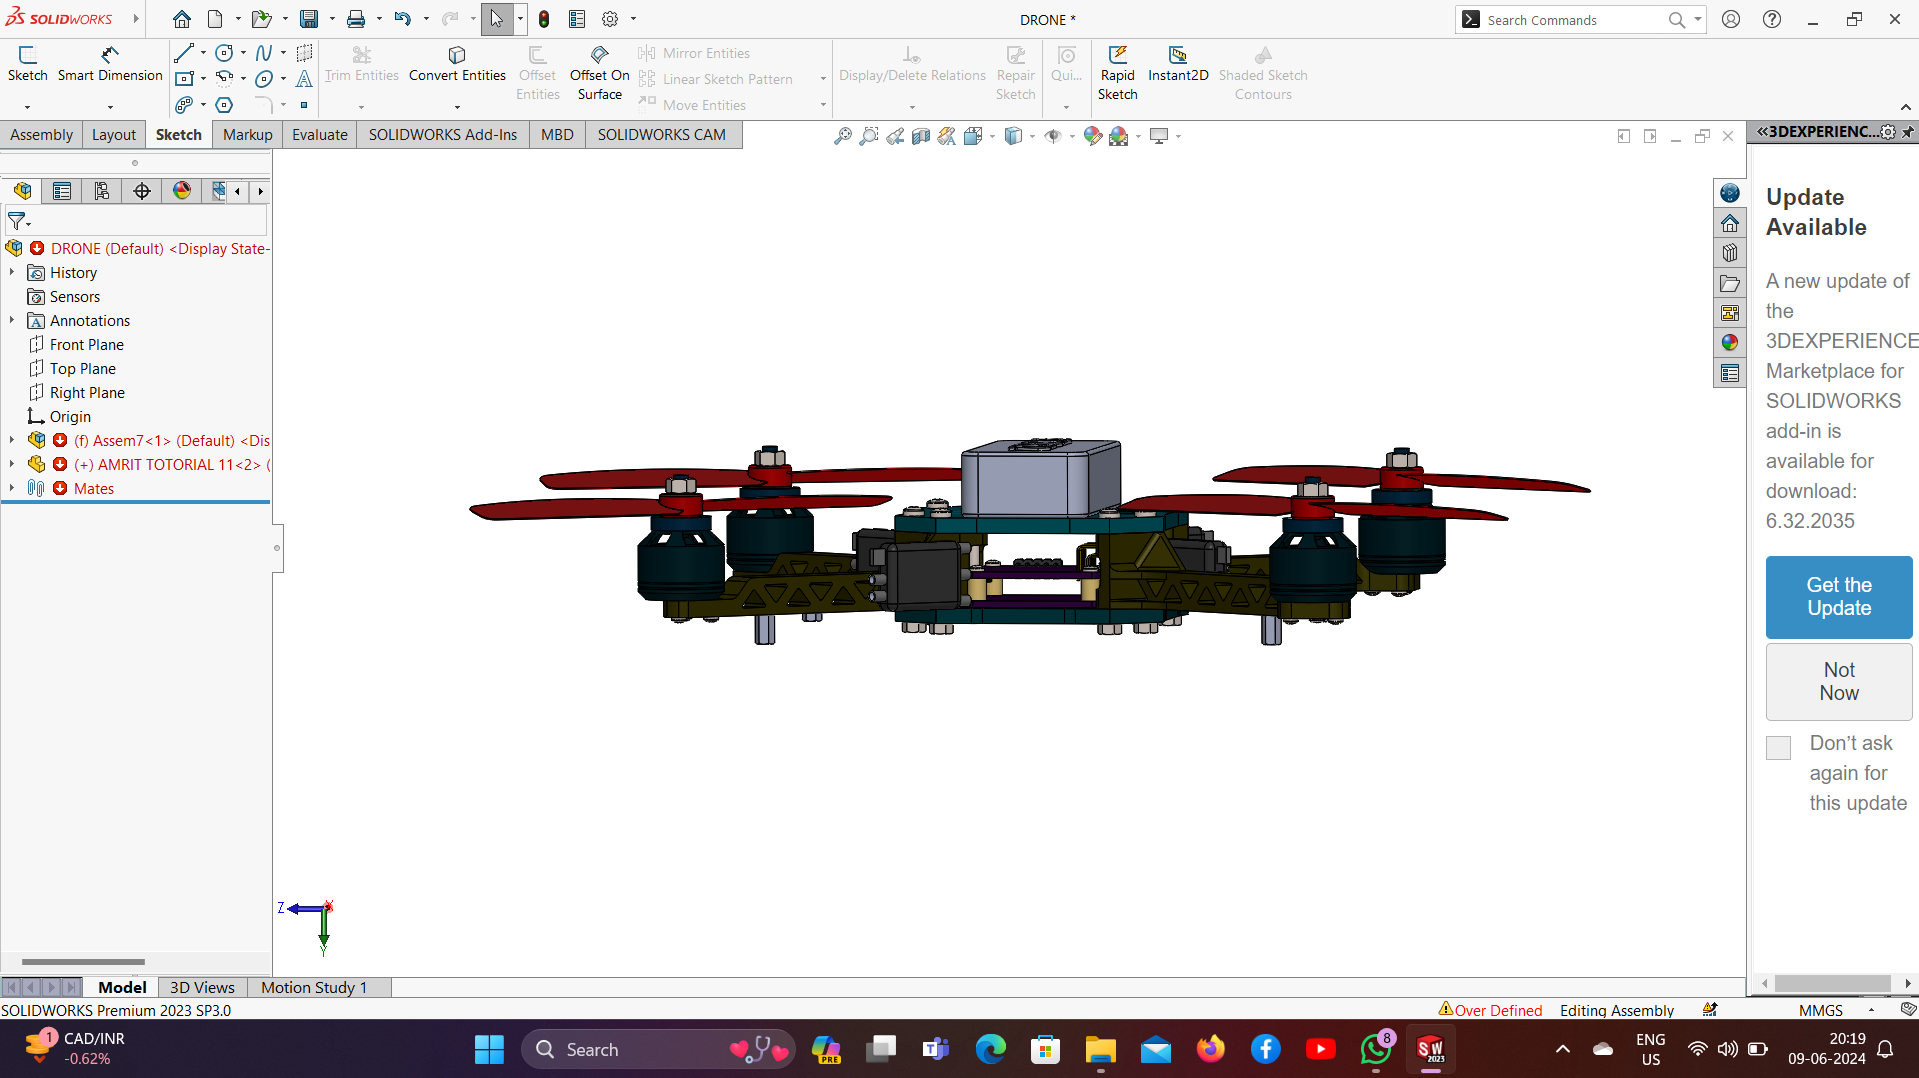 SOLIDWORKS
DRONE *
Search Commands
Sketch
Smart Dimension
Trim Entities
Convert Entities
Offset
Entities
Offset On
Surface
Mirror Entities
Linear Sketch Pattern
Move Entities
Display/Delete Relations
Repair
Sketch
Qui...
Rapid
Sketch
Instant2D
Shaded Sketch
Contours
Assembly
Layout
Sketch
Markup
Evaluate
SOLIDWORKS Add-Ins
MBD
SOLIDWORKS CAM
«3DEXPERIENC...
DRONE (Default) <Display State-
History
Sensors
Annotations
Front Plane
Top Plane
Right Plane
Origin
(f) Assem7<1> (Default) <Dis
(+) AMRIT TOTORIAL 11<2> (
Mates
Update
Available
A new update of
the
3DEXPERIENCE
Marketplace for
SOLIDWORKS
add-in is
available for
download:
6.32.2035
Get the
Update
Not
Now
Don't ask
again for
this update
Z
Y
Model
3D Views
Motion Study 1
SOLIDWORKS Premium 2023 SP3.0
Over Defined
Editing Assembly
MMGS
1
CAD/INR
-0.62%
Search
PRE
8
SW
2023
ENG
US
20:19
09-06-2024